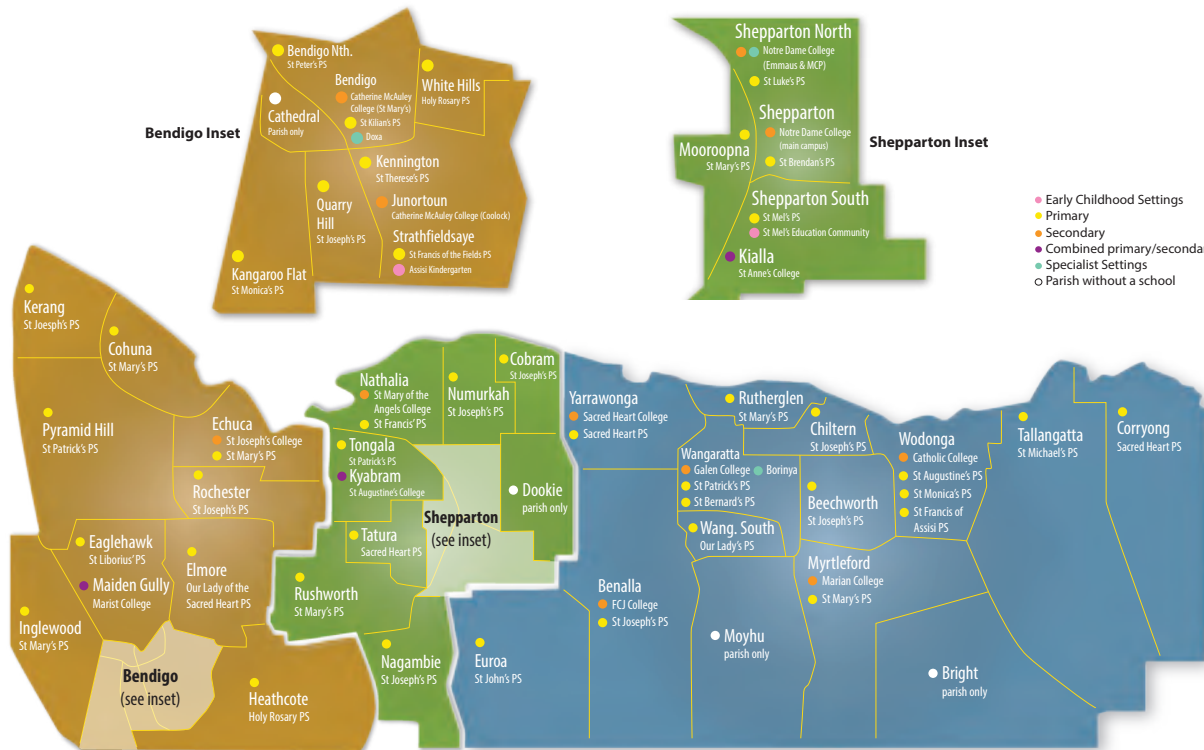 Bendigo Inset
Bendigo Nth.
St Peter's PS
Cathedral
Parish only
Bendigo
Catherine McAuley
College (St Mary's)
St Kilian's PS
Doxa
White Hills
Holy Rosary PS
Kennington
St Therese's PS
Quarry
Hill
St Joseph's PS
Junortoun
Catherine McAuley College (Coolock)
Strathfieldsaye
St Francis of the Fields PS
Assisi Kindergarten
Kangaroo Flat
St Monica's PS
Shepparton Inset
Shepparton North
Notre Dame College
(Emmaus & MCP)
St Luke's PS
Shepparton
Notre Dame College
(main campus)
St Brendan's PS
Mooroopna
St Mary's PS
Shepparton South
St Mel's PS
St Mel's Education Community
Kialla
St Anne's College
Early Childhood Settings
Primary
Secondary
Combined primary/secondar
Specialist Settings
Parish without a school
Kerang
St Joesph's PS
Cohuna
St Mary's PS
Pyramid Hill
St Patrick's PS
Echuca
St Joseph's College
St Mary's PS
Rochester
St Joseph's PS
Eaglehawk
St Liborius' PS
Maiden Gully
Marist College
Elmore
Our Lady of the
Sacred Heart PS
Inglewood
St Mary's PS
Bendigo
(see inset)
Heathcote
Holy Rosary PS
Nathalia
St Mary of the
Angels College
St Francis' PS
Numurkah
St Joseph's PS
Cobram
St Joseph's PS
Tongala
St Patrick's PS
Kyabram
St Augustine's College
Dookie
parish only
Shepparton
(see inset)
Tatura
Sacred Heart PS
Rushworth
St Mary's PS
Nagambie
St Joseph's PS
Yarrawonga
Sacred Heart College
Sacred Heart PS
Rutherglen
St Mary's PS
Chiltern
St Joseph's PS
Wangaratta
Galen College
Borinya
St Patrick's PS
St Bernard's PS
Wang. South
Our Lady's PS
Beechworth
St Joseph's PS
Wodonga
Catholic College
St Augustine's PS
St Monica's PS
St Francis of
Assisi PS
Tallangatta
St Michael's PS
Corryong
Sacred Heart PS
Myrtleford
Marian College
St Mary's PS
Benalla
FCJ College
St Joseph's PS
Euroa
St John's PS
Moyhu
parish only
Bright
parish only